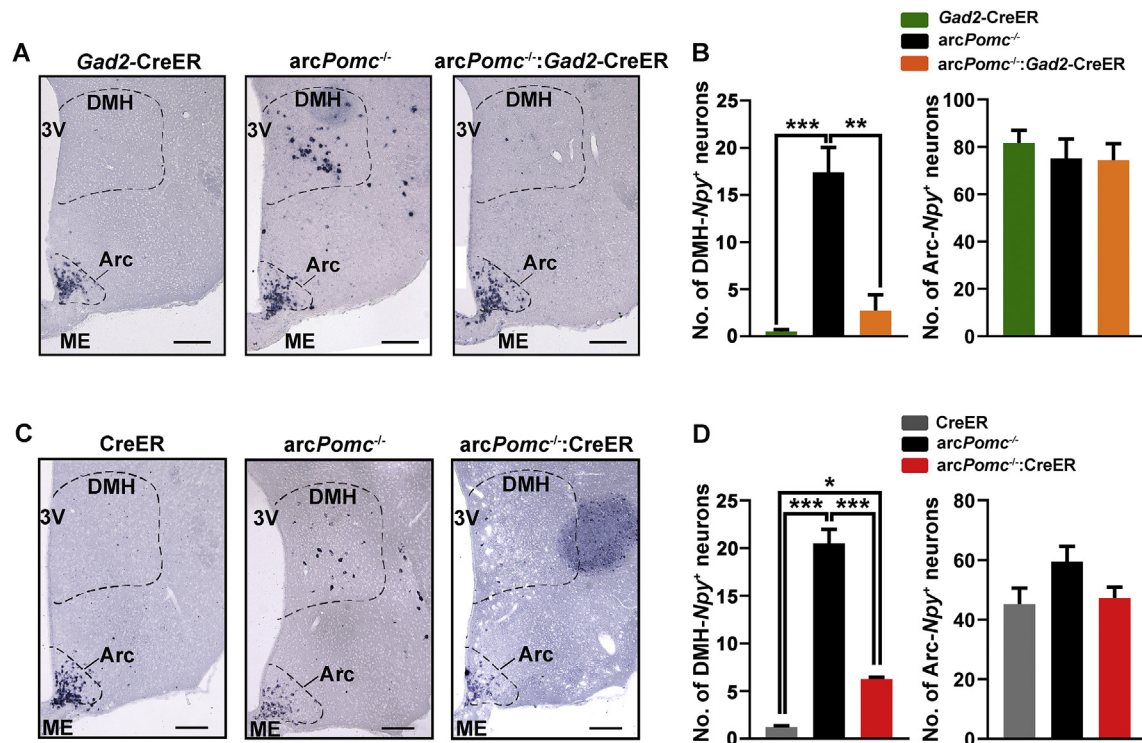 A
Gad2-CreER
arcPomc-/-
arcPomc-/-:Gad2-CreER
DMH
3V
Arc
ME
DMH
3V
Arc
ME
DMH
3V
Arc
ME
B
Gad2-CreER
arcPomc-/-
arcPomc-/-:Gad2-CreER
No. of DMH-Npy+ neurons
25
20
15
10
5
0
***
**
No. of Arc-Npy+ neurons
100
80
60
40
20
0
C
CreER
arcPomc-/-
arcPomc-/-:CreER
DMH
3V
Arc
ME
DMH
3V
Arc
ME
DMH
3V
Arc
ME
D
CreER
arcPomc-/-
arcPomc-/-:CreER
No. of DMH-Npy+ neurons
25
20
15
10
5
0
*
*** ***
No. of Arc-Npy+ neurons
80
60
40
20
0